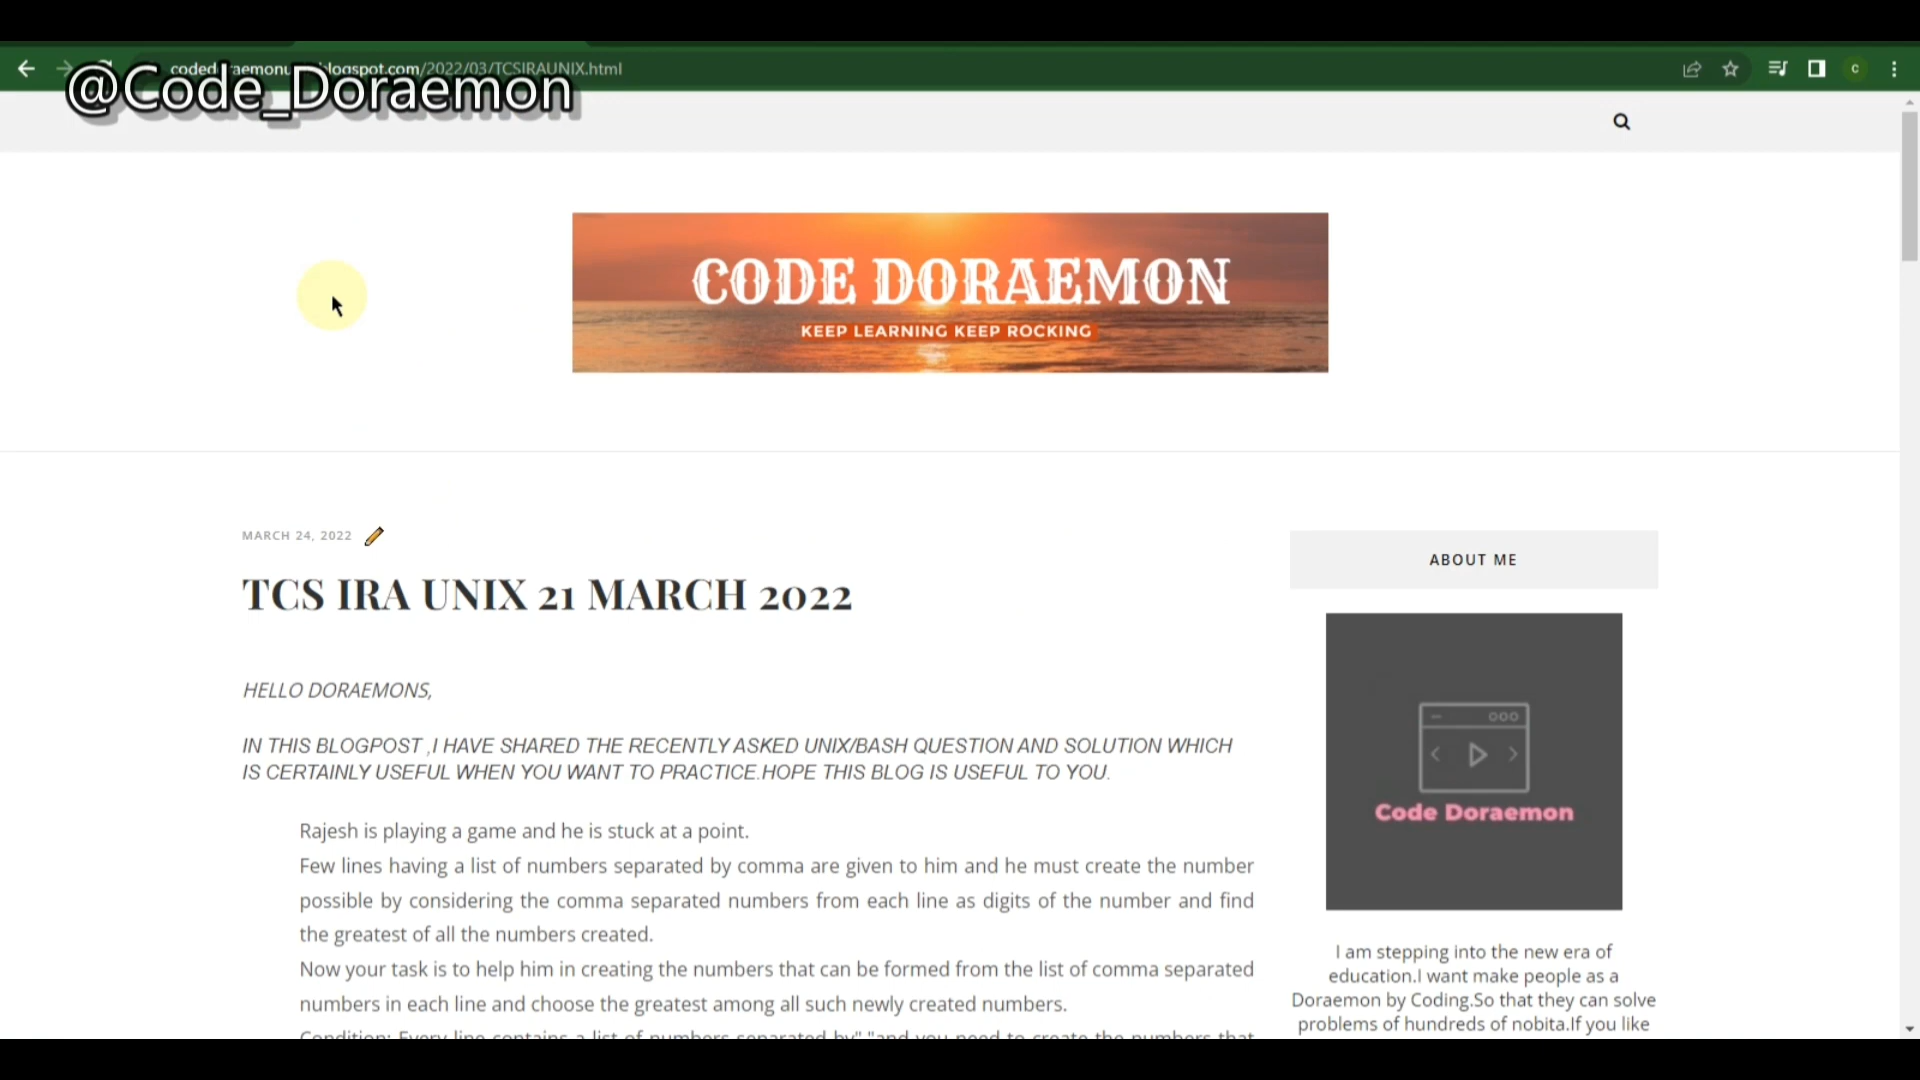 blogspot.com/2022/03/TCSIRAUNIX.html
@Code_Doraemon
CODE DORAEMON
KEEP LEARNING KEEP ROCKING
MARCH 24, 2022
TCS IRA UNIX 21 MARCH 2022
HELLO DORAEMONS,
IN THIS BLOGPOST ,I HAVE SHARED THE RECENTLY ASKED UNIX/BASH QUESTION AND SOLUTION WHICH
IS CERTAINLY USEFUL WHEN YOU WANT TO PRACTICE.HOPE THIS BLOG IS USEFUL TO YOU.
Rajesh is playing a game and he is stuck at a point.
Few lines having a list of numbers separated by comma are given to him and he must create the number
possible by considering the comma separated numbers from each line as digits of the number and find
the greatest of all the numbers created.
Now your task is to help him in creating the numbers that can be formed from the list of comma separated
numbers in each line and choose the greatest among all such newly created numbers.
Condition: Every line contains a list of numbers separated by" "and you need to create the numbers that
ABOUT ME
Code Doraemon
I am stepping into the new era of
education.I want make people as a
Doraemon by Coding.So that they can solve
problems of hundreds of nobita.If you like